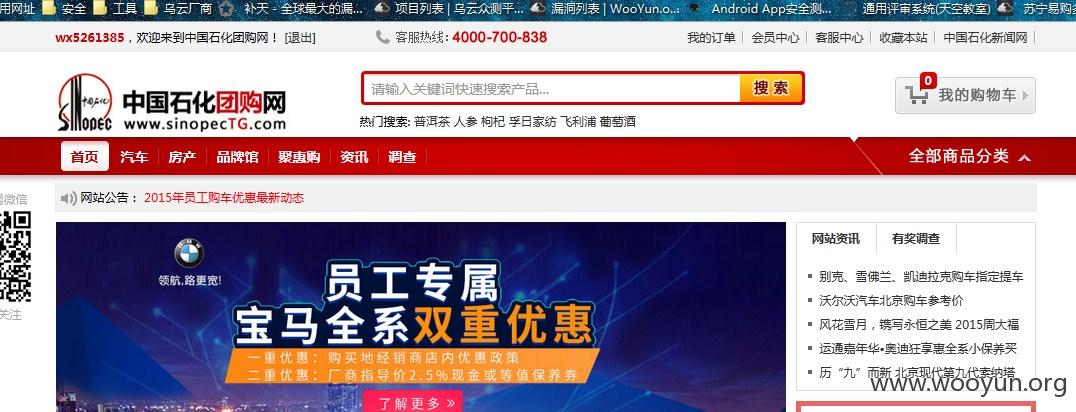 用网址 安全 工具 乌云厂商 补天 - 全球最大的漏... 项目列表 | 乌云众测平... 漏洞列表 | WooYun.o... Android App安全测... 通用评审系统(天空教室) 苏宁易购
wx5261385，欢迎来到中国石化团购网！ [退出] 客服热线: 4000-700-838 我的订单 会员中心 客服中心 收藏本站 中国石化新闻网
中国石化
SINOPEC
中国石化团购网
www.sinopecTG.com
请输入关键词快速搜索产品... 搜 索
0
我的购物车
热门搜索: 普洱茶 人参 枸杞 孚日家纺 飞利浦 葡萄酒
首页 汽车 房产 品牌馆 聚惠购 资讯 调查 全部商品分类
微信
网站公告： 2015年员工购车优惠最新动态
关注
BMW
领航,路更宽!
员工专属
宝马全系双重优惠
一重优惠：购买地经销商店内优惠政策
二重优惠：厂商指导价2.5%现金或等值保养券
了解更多
网站资讯 有奖调查
别克、雪佛兰、凯迪拉克购车指定提车
沃尔沃汽车北京购车参考价
风花雪月，镌写永恒之美 2015周大福
运通嘉年华•奥迪狂享惠全系小保养买
历“九”而新 北京现代第九代索纳塔
www.wooyun.org